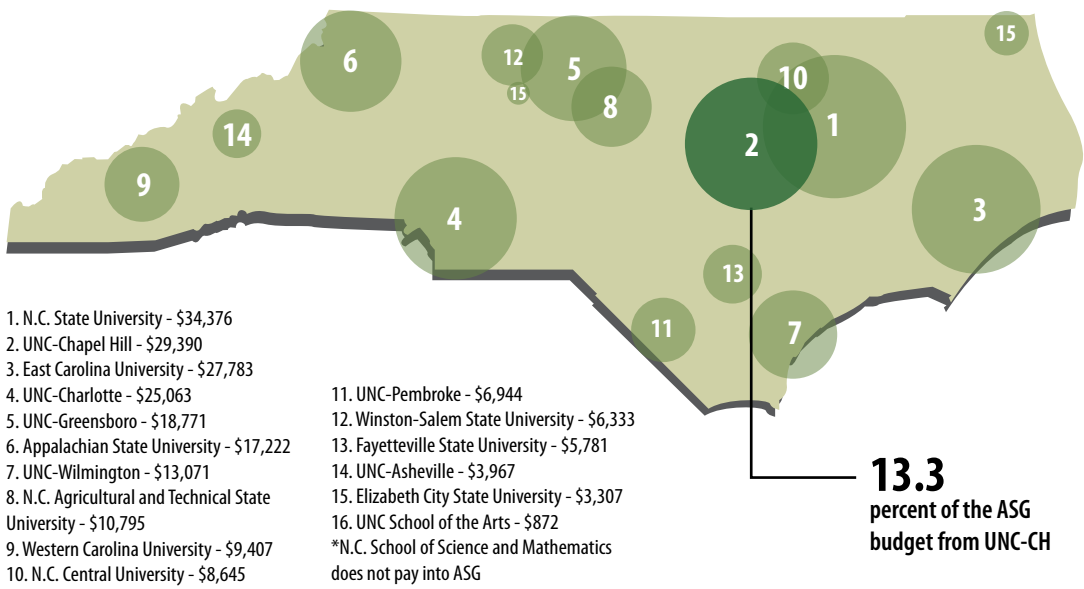 6
12
5
15
8
10
1
2
15
14
9
4
3
13
11
7
1. N.C. State University - $34,376
2. UNC-Chapel Hill - $29,390
3. East Carolina University - $27,783
4. UNC-Charlotte - $25,063
5. UNC-Greensboro - $18,771
6. Appalachian State University - $17,222
7. UNC-Wilmington - $13,071
8. N.C. Agricultural and Technical State
University - $10,795
9. Western Carolina University - $9,407
10. N.C. Central University - $8,645
11. UNC-Pembroke - $6,944
12. Winston-Salem State University - $6,333
13. Fayetteville State University - $5,781
14. UNC-Asheville - $3,967
15. Elizabeth City State University - $3,307
16. UNC School of the Arts - $872
*N.C. School of Science and Mathematics
does not pay into ASG
13.3
percent of the ASG
budget from UNC-CH